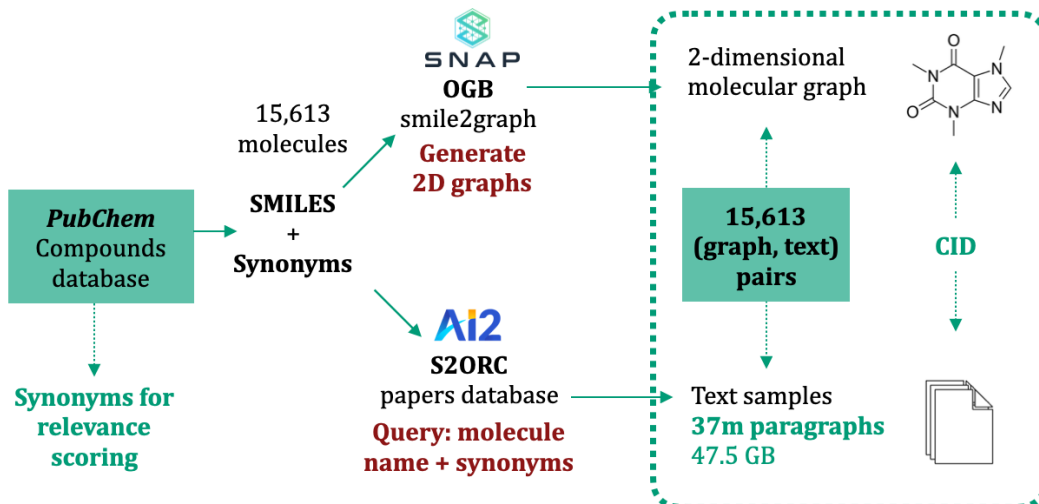 15,613
molecules
SNAP
OGB
smile2graph
Generate
2D graphs
2-dimensional
molecular graph
O
N
N
O
N
N
PubChem
Compounds
database
SMILES
+
Synonyms
15,613
(graph, text)
pairs
CID
Synonyms for
relevance
scoring
Ai2
S2ORC
papers database
Query: molecule
name + synonyms
Text samples
37m paragraphs
47.5 GB